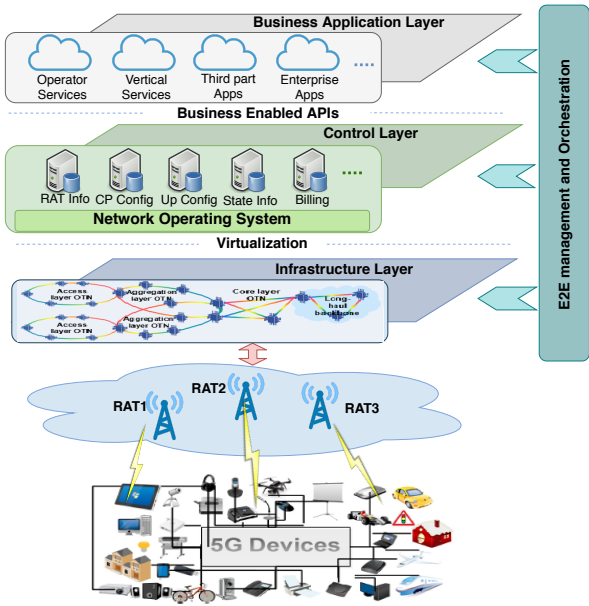 Business Application Layer
Operator
Services
Vertical
Services
Third part
Apps
Enterprise
Apps
....
Business Enabled APIs
Control Layer
RAT Info
CP Config
Up Config
State Info
Billing
....
Network Operating System
Virtualization
Infrastructure Layer
Access
layer OTN
Aggregation
layer OTN
Core layer
OTN
Long-
haul
backbone
Access
layer OTN
Aggregation
layer OTN
E2E management and Orchestration
RAT1
RAT2
RAT3
5G Devices